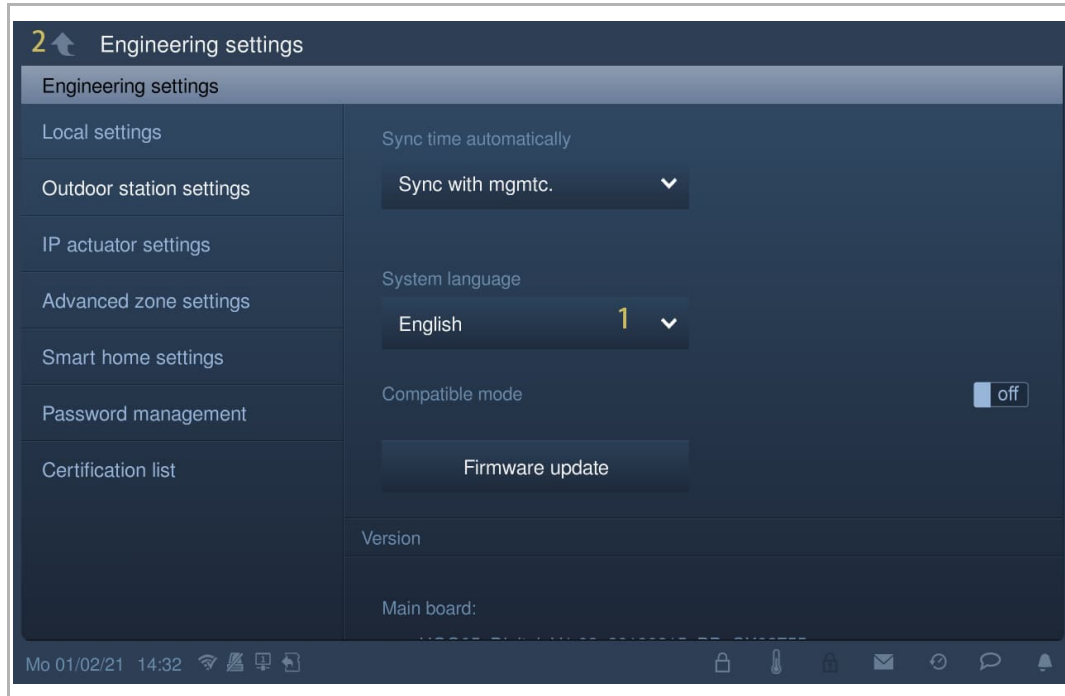 2 Engineering settings
Engineering settings
Local settings
Outdoor station settings
IP actuator settings
Advanced zone settings
Smart home settings
Password management
Certification list
Sync time automatically
Sync with mgmtc.
System language
English 1
Compatible mode
off
Firmware update
Version
Main board:
Mo 01/02/21 14:32
1